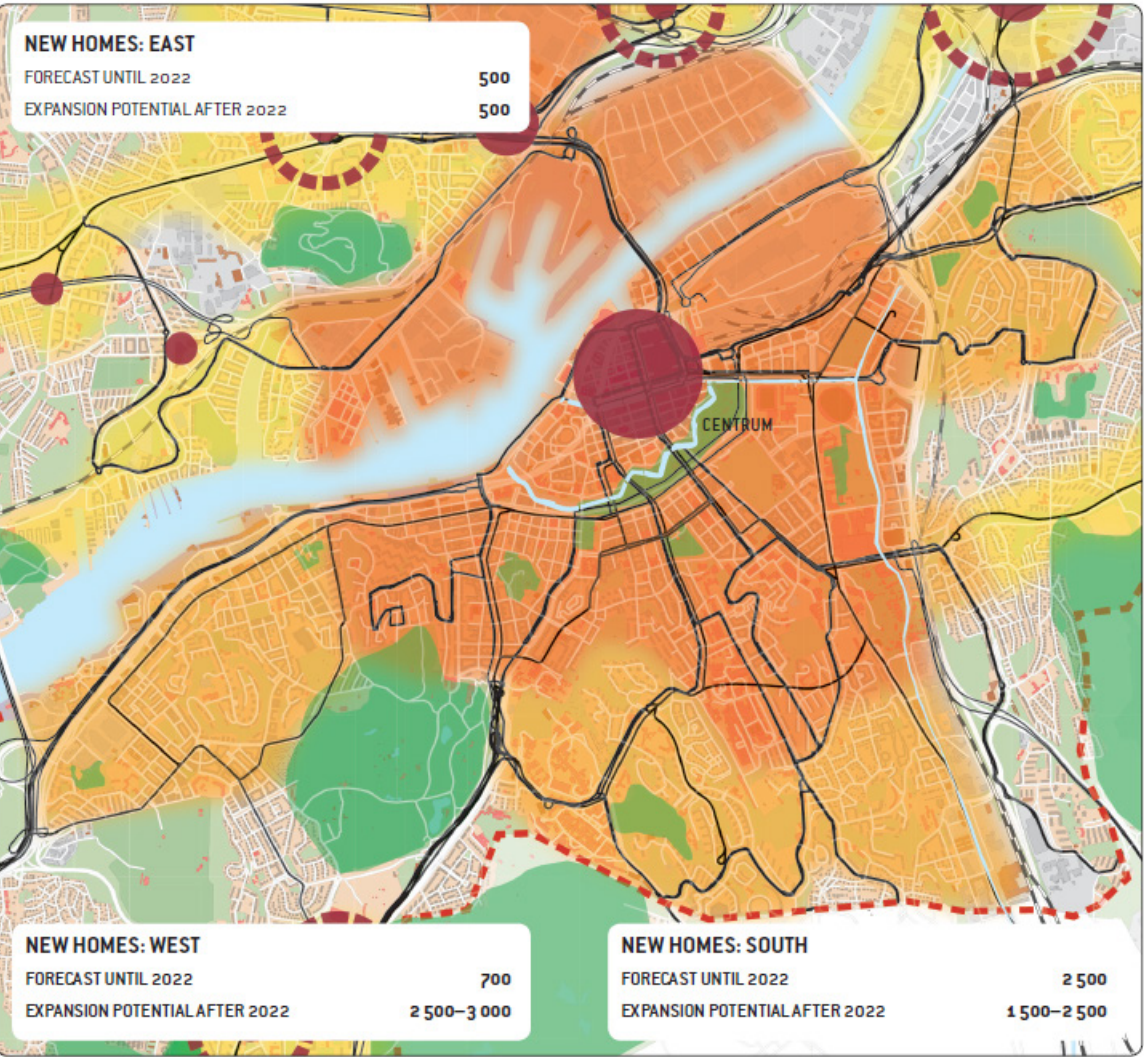 NEW HOMES: EAST
FORECAST UNTIL 2022 500
EXPANSION POTENTIAL AFTER 2022 500
CENTRUM
NEW HOMES: WEST
FORECAST UNTIL 2022 700
EXPANSION POTENTIAL AFTER 2022 2 500–3 000
NEW HOMES: SOUTH
FORECAST UNTIL 2022 2 500
EXPANSION POTENTIAL AFTER 2022 1 500–2 500